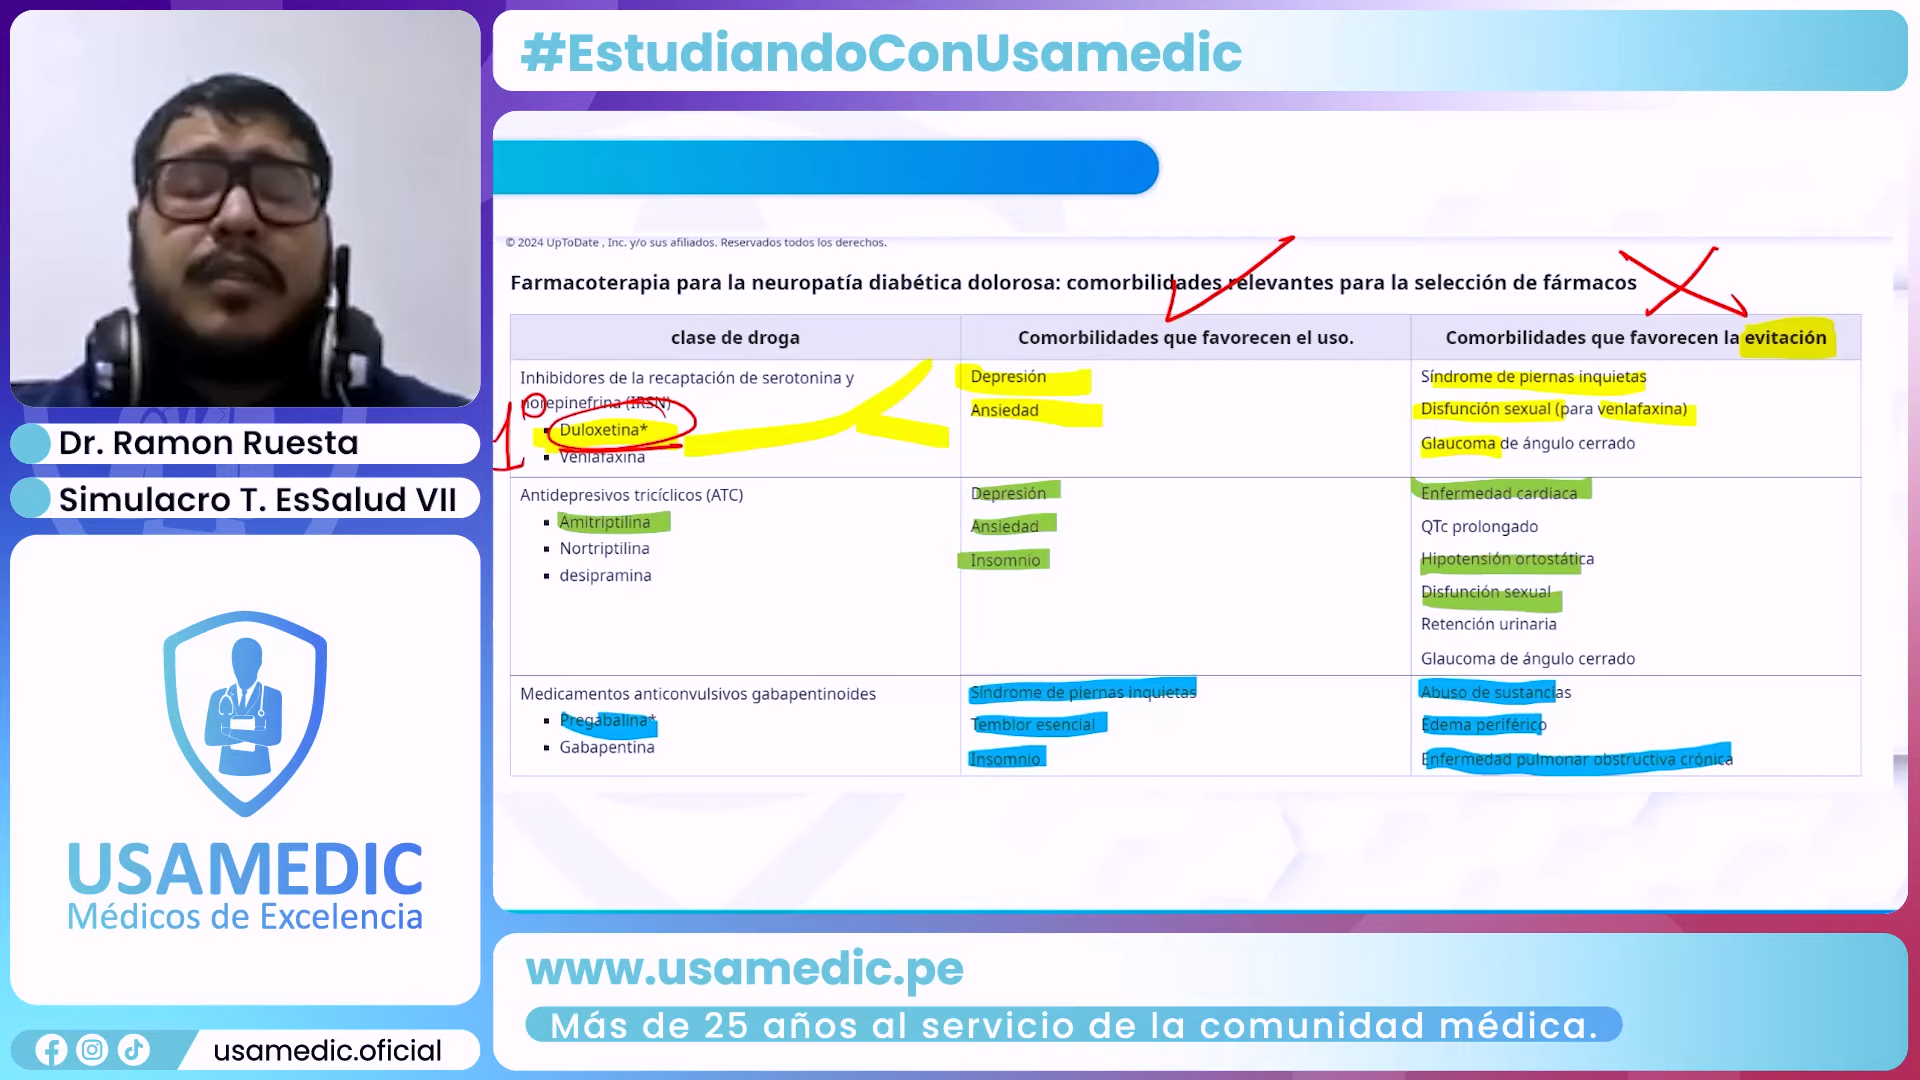 #EstudiandoConUsamedic
© 2024 UpToDate , Inc. y/o sus afiliados. Reservados todos los derechos.
Farmacoterapia para la neuropatía diabética dolorosa: comorbilidades relevantes para la selección de fármacos
clase de droga
Comorbilidades que favorecen el uso.
Comorbilidades que favorecen la evitación
Inhibidores de la recaptación de serotonina y
norepinefrina (IRSN)
1°
▪ Duloxetina*
▪ Venlafaxina
Depresión
Ansiedad
Síndrome de piernas inquietas
Disfunción sexual (para venlafaxina)
Glaucoma de ángulo cerrado
Antidepresivos tricíclicos (ATC)
▪ Amitriptilina
▪ Nortriptilina
▪ desipramina
Depresión
Ansiedad
Insomnio
Enfermedad cardiaca
QTc prolongado
Hipotensión ortostática
Disfunción sexual
Retención urinaria
Glaucoma de ángulo cerrado
Medicamentos anticonvulsivos gabapentinoides
▪ Pregabalina*
▪ Gabapentina
Síndrome de piernas inquietas
Temblor esencial
Insomnio
Abuso de sustancias
Edema periférico
Enfermedad pulmonar obstructiva crónica
Dr. Ramon Ruesta
Simulacro T. EsSalud VII
USAMEDIC
Médicos de Excelencia
usamedic.oficial
www.usamedic.pe
Más de 25 años al servicio de la comunidad médica.